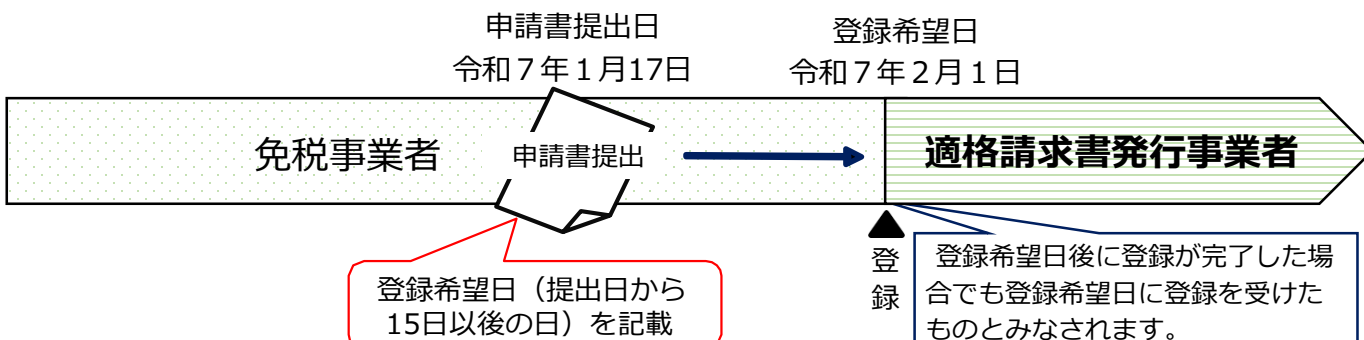 申請書提出日
令和７年１月17日
登録希望日
令和７年２月１日
免税事業者
申請書提出
適格請求書発行事業者
登録
登録希望日（提出日から
15日以後の日）を記載
登録希望日後に登録が完了した場
合でも登録希望日に登録を受けた
ものとみなされます。